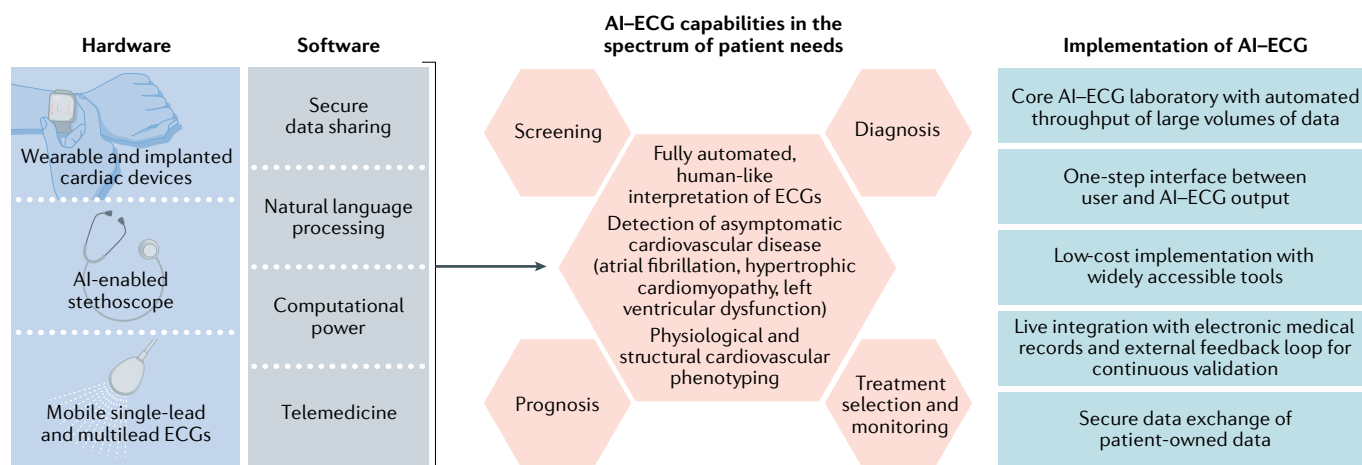 Hardware
Wearable and implanted
cardiac devices
AI-enabled
stethoscope
Mobile single-lead
and multilead ECGs
Software
Secure
data sharing
Natural language
processing
Computational
power
Telemedicine
AI–ECG capabilities in the
spectrum of patient needs
Screening
Diagnosis
Fully automated,
human-like
interpretation of ECGs
Detection of asymptomatic
cardiovascular disease
(atrial fibrillation, hypertrophic
cardiomyopathy, left
ventricular dysfunction)
Physiological and
structural cardiovascular
phenotyping
Prognosis
Treatment
selection and
monitoring
Implementation of AI–ECG
Core AI–ECG laboratory with automated
throughput of large volumes of data
One-step interface between
user and AI–ECG output
Low-cost implementation with
widely accessible tools
Live integration with electronic medical
records and external feedback loop for
continuous validation
Secure data exchange of
patient-owned data